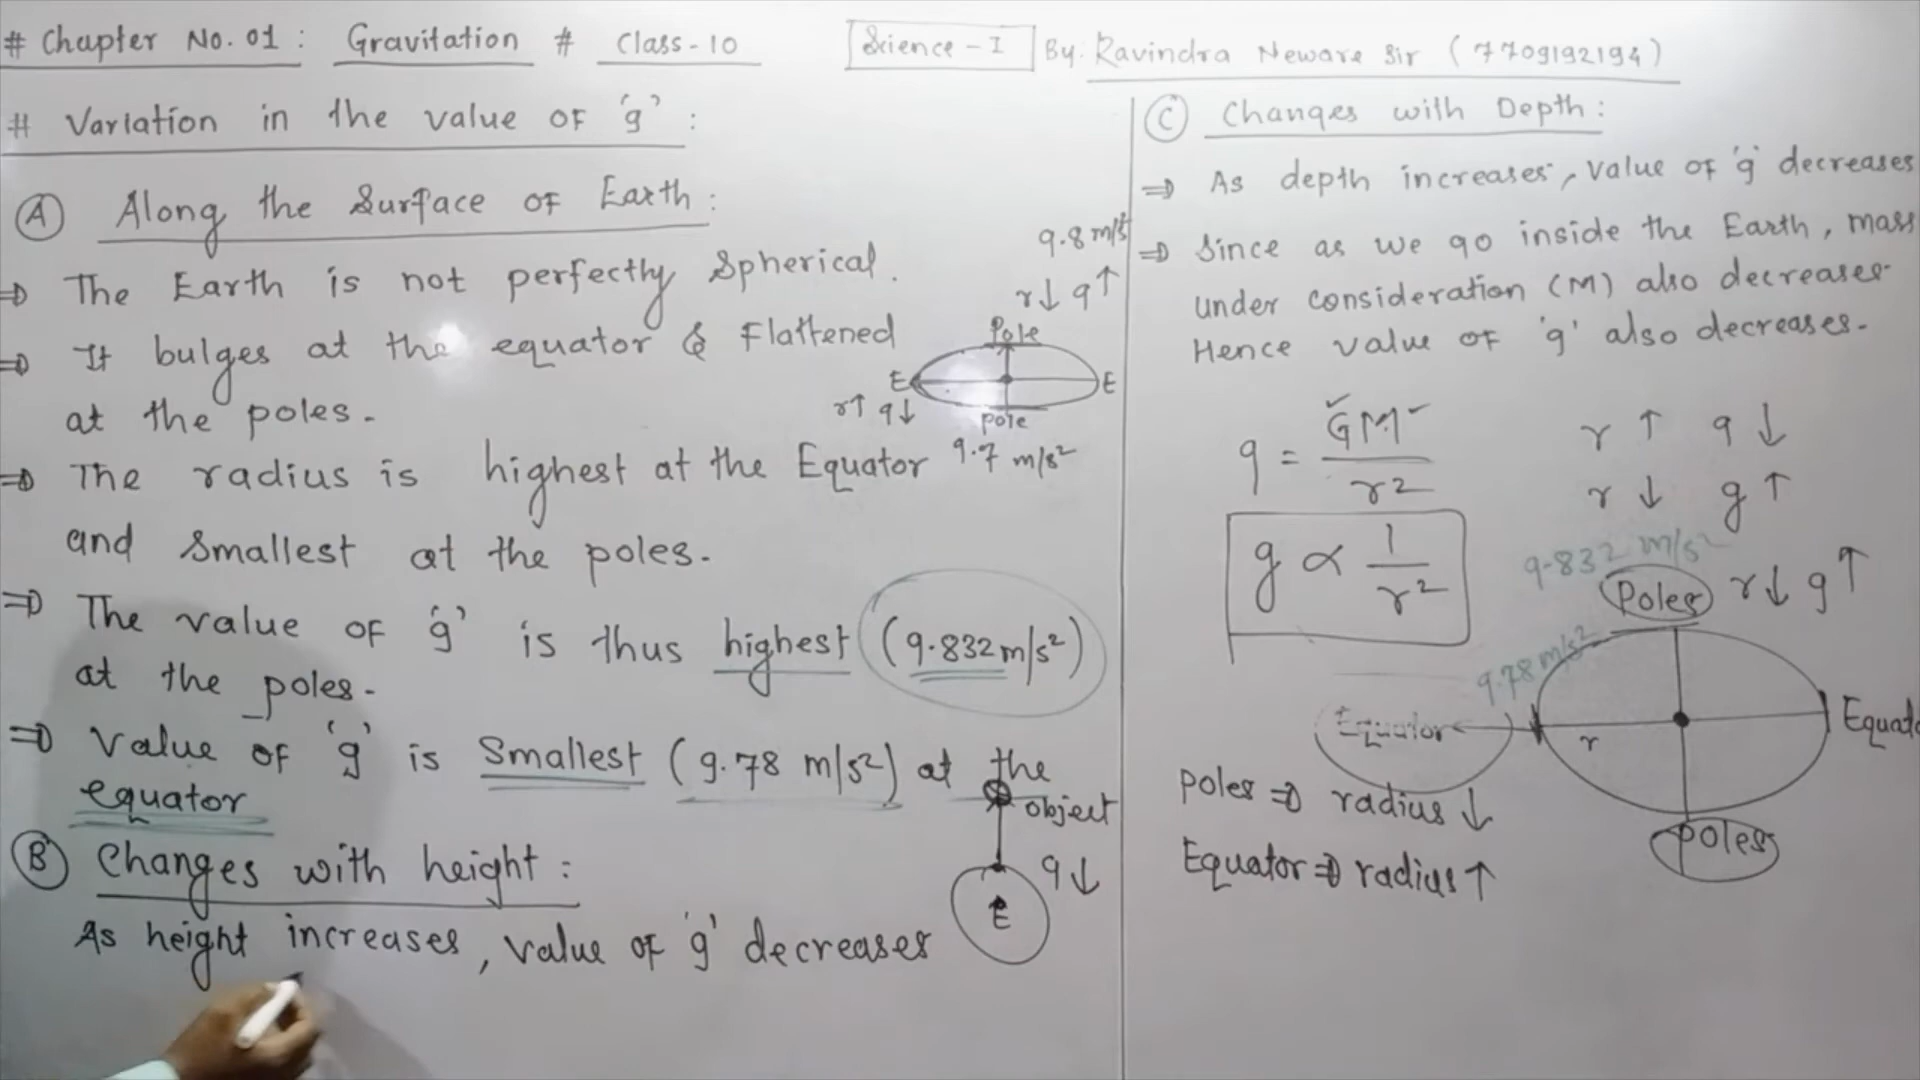 # Chapter No. 01 : Gravitation # Class-10
Science - I By: Ravindra Neware Sir (7709192194)
# Variation in the value of 'g' :
A Along the Surface of Earth :
⇒ The Earth is not perfectly Spherical.
⇒ It bulges at the equator & Flattened
at the poles.
9.8 m/s²
r↓ g↑
Pole
E E
Pole
r↑ g↓
9.7 m/s²
⇒ The radius is highest at the Equator
and smallest at the poles.
⇒ The value of 'g' is thus highest (9.832 m/s²)
at the poles.
⇒ Value of 'g' is Smallest (9.78 m/s²) at the
equator
B Changes with height :
As height increases, value of 'g' decreases
object
g↓
E
C Changes with Depth :
⇒ As depth increases, value of 'g' decreases
⇒ Since as we go inside the Earth, mass
under consideration (M) also decreases
Hence value of 'g' also decreases.
g = GM / r²
r ↑ g ↓
r ↓ g ↑
g ∝ 1 / r²
9.832 m/s²
Poles r↓ g↑
9.78 m/s²
Equator r Equato
Poles
Poles ⇒ radius ↓
Equator ⇒ radius ↑